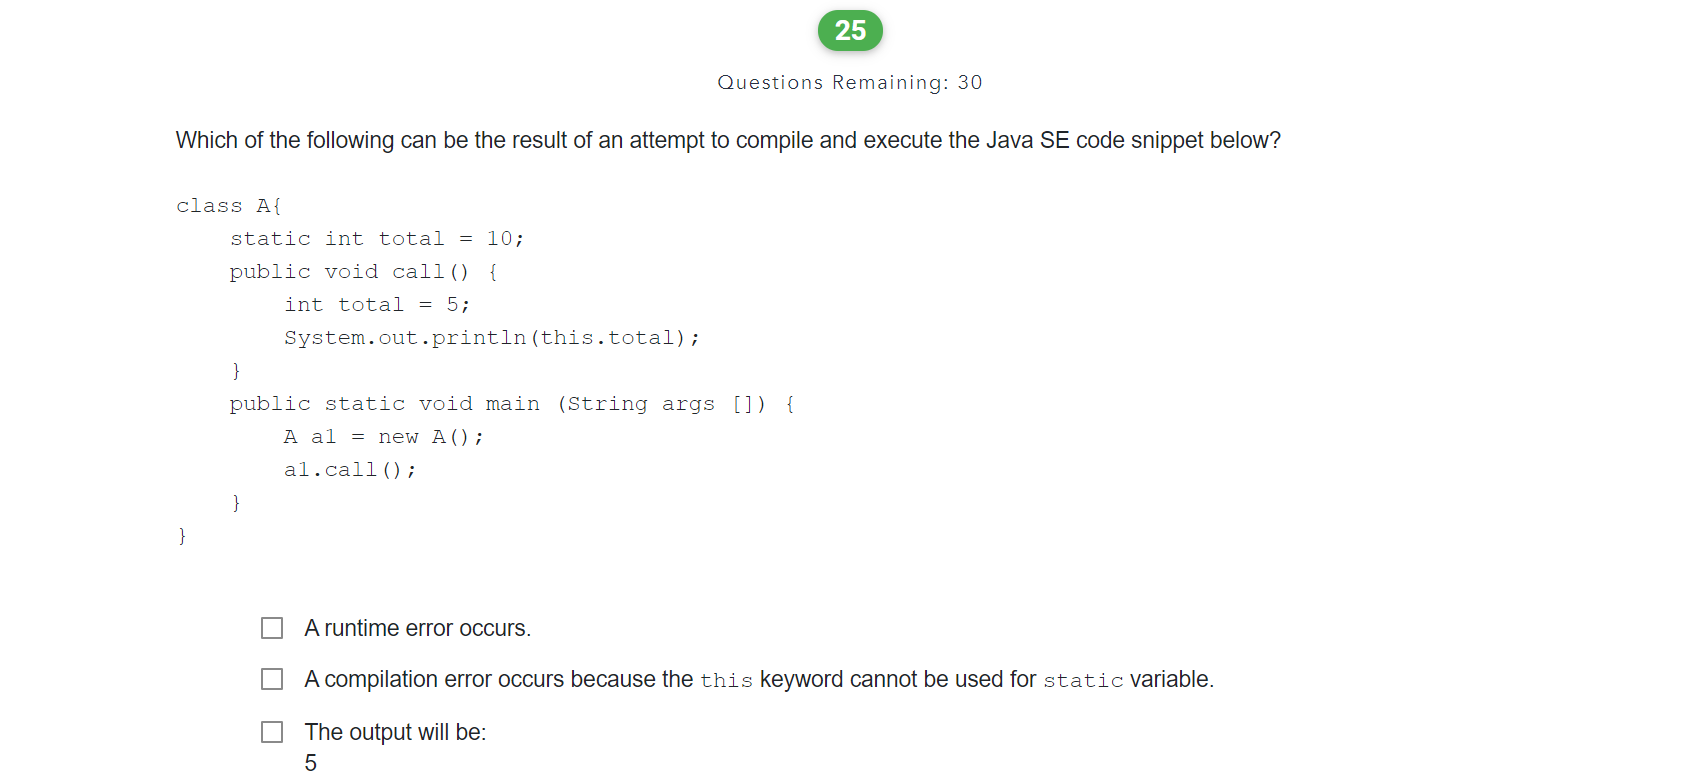 25
Questions Remaining: 30
Which of the following can be the result of an attempt to compile and execute the Java SE code snippet below?
class A{
    static int total = 10;
    public void call() {
        int total = 5;
        System.out.println(this.total);
    }
    public static void main (String args []) {
        A a1 = new A();
        a1.call();
    }
}
A runtime error occurs.
A compilation error occurs because the this keyword cannot be used for static variable.
The output will be:
5